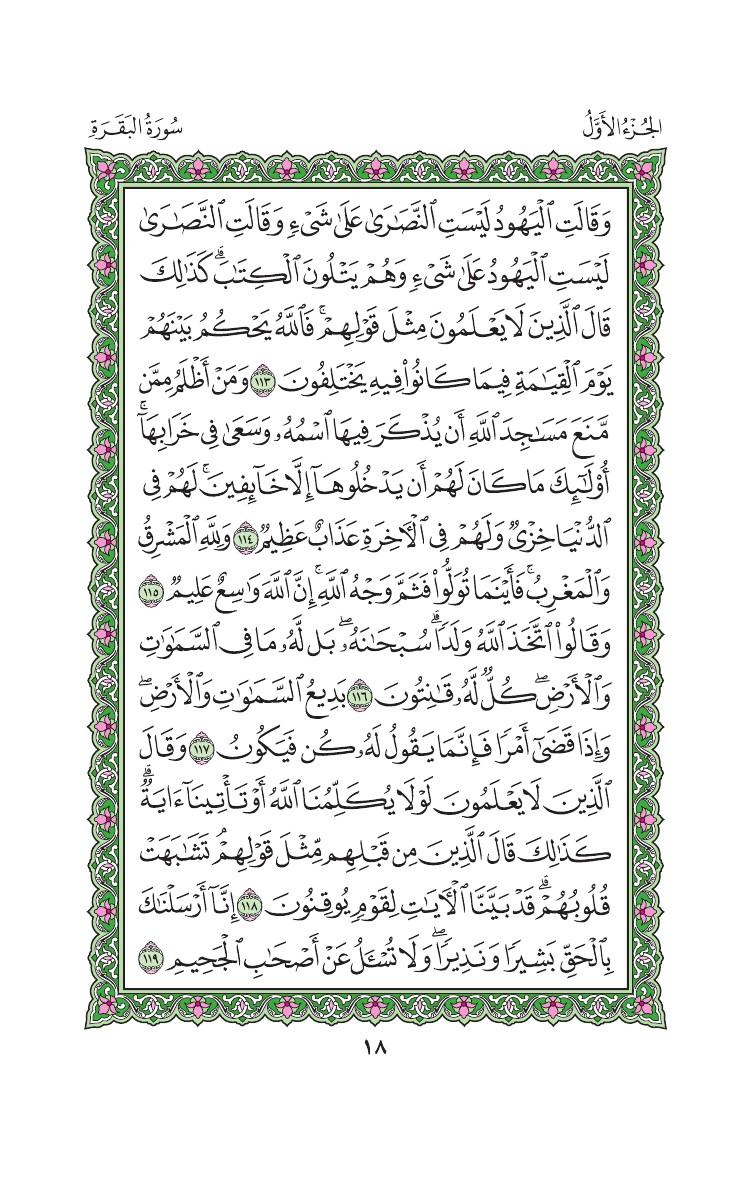 الجُزْءُ الأَوَّلُ
سُورَةُ البَقَرَةِ
وَقَالَتِ ٱلۡيَهُودُ لَيۡسَتِ ٱلنَّصَٰرَىٰ عَلَىٰ شَيۡءٖ وَقَالَتِ ٱلنَّصَٰرَىٰ
لَيۡسَتِ ٱلۡيَهُودُ عَلَىٰ شَيۡءٖ وَهُمۡ يَتۡلُونَ ٱلۡكِتَٰبَۗ كَذَٰلِكَ
قَالَ ٱلَّذِينَ لَا يَعۡلَمُونَ مِثۡلَ قَوۡلِهِمۡۚ فَٱللَّهُ يَحۡكُمُ بَيۡنَهُمۡ
يَوۡمَ ٱلۡقِيَٰمَةِ فِيمَا كَانُواْ فِيهِ يَخۡتَلِفُونَ ١١٣ وَمَنۡ أَظۡلَمُ مِمَّن
مَّنَعَ مَسَٰجِدَ ٱللَّهِ أَن يُذۡكَرَ فِيهَا ٱسۡمُهُۥ وَسَعَىٰ فِي خَرَابِهَآۚ
أُوْلَٰٓئِكَ مَا كَانَ لَهُمۡ أَن يَدۡخُلُوهَآ إِلَّا خَآئِفِينَۚ لَهُمۡ فِي
ٱلدُّنۡيَا خِزۡيٞ وَلَهُمۡ فِي ٱلۡأٓخِرَةِ عَذَابٌ عَظِيمٞ ١١٤ وَلِلَّهِ ٱلۡمَشۡرِقُ
وَٱلۡمَغۡرِبُۚ فَأَيۡنَمَا تُوَلُّواْ فَثَمَّ وَجۡهُ ٱللَّهِۚ إِنَّ ٱللَّهَ وَٰسِعٌ عَلِيمٞ ١١٥
وَقَالُواْ ٱتَّخَذَ ٱللَّهُ وَلَدٗاۗ سُبۡحَٰنَهُۥۖ بَل لَّهُۥ مَا فِي ٱلسَّمَٰوَٰتِ
وَٱلۡأَرۡضِۖ كُلّٞ لَّهُۥ قَٰنِتُونَ ١١٦ بَدِيعُ ٱلسَّمَٰوَٰتِ وَٱلۡأَرۡضِۖ
وَإِذَا قَضَىٰٓ أَمۡرٗا فَإِنَّمَا يَقُولُ لَهُۥ كُن فَيَكُونُ ١١٧ وَقَالَ
ٱلَّذِينَ لَا يَعۡلَمُونَ لَوۡلَا يُكَلِّمُنَا ٱللَّهُ أَوۡ تَأۡتِينَآ ءَايَةٞۗ
كَذَٰلِكَ قَالَ ٱلَّذِينَ مِن قَبۡلِهِم مِّثۡلَ قَوۡلِهِمۡۘ تَشَٰبَهَتۡ
قُلُوبُهُمۡۗ قَدۡ بَيَّنَّا ٱلۡأٓيَٰتِ لِقَوۡمٖ يُوقِنُونَ ١١٨ إِنَّآ أَرۡسَلۡنَٰكَ
بِٱلۡحَقِّ بَشِيرٗا وَنَذِيرٗاۖ وَلَا تُسۡـَٔلُ عَنۡ أَصۡحَٰبِ ٱلۡجَحِيمِ ١١٩
١٨